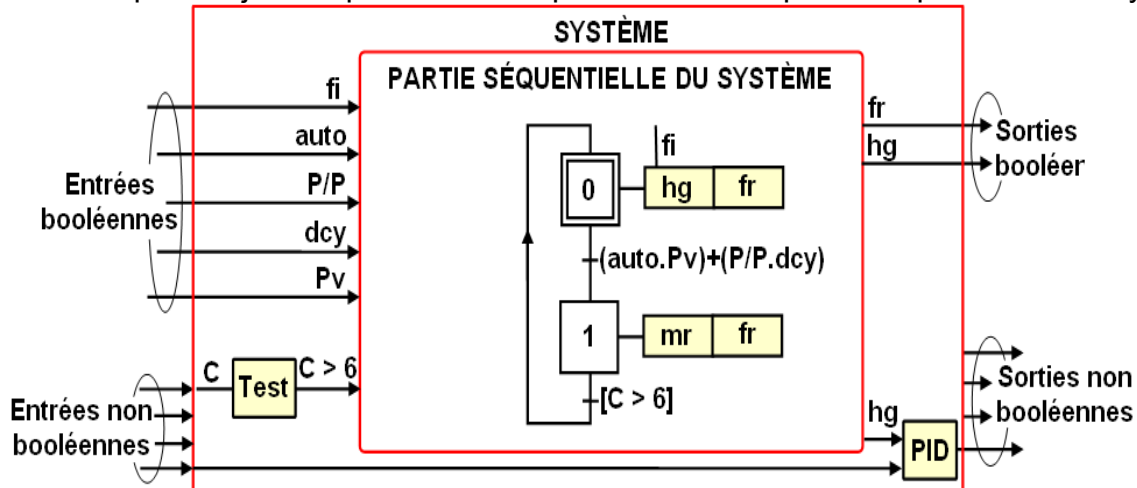 SYSTÈME
PARTIE SÉQUENTIELLE DU SYSTÈME
fi
auto
P/P
dcy
Pv
Entrées
booléennes
fi
0
hg
fr
(auto.Pv)+(P/P.dcy)
1
mr
fr
[C > 6]
fr
hg
Sorties
booléer
C
Test
C > 6
Entrées non
booléennes
hg
PID
Sorties non
booléennes